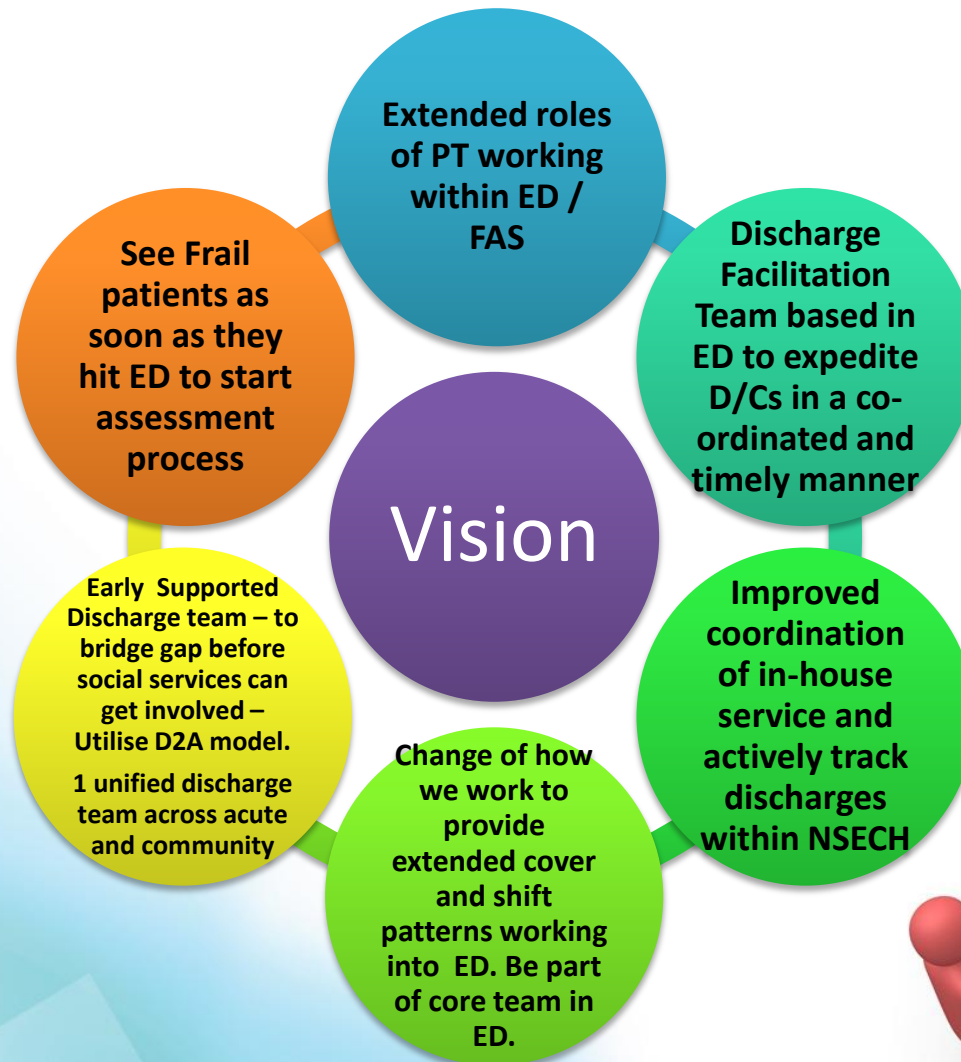 Extended roles
of PT working
within ED /
FAS
Discharge
Facilitation
Team based in
ED to expedite
D/Cs in a co-
ordinated and
timely manner
Improved
coordination
of in-house
service and
actively track
discharges
within NSECH
Change of how
we work to
provide
extended cover
and shift
patterns working
into ED. Be part
of core team in
ED.
Early Supported
Discharge team – to
bridge gap before
social services can
get involved –
Utilise D2A model.
1 unified discharge
team across acute
and community
See Frail
patients as
soon as they
hit ED to start
assessment
process
Vision